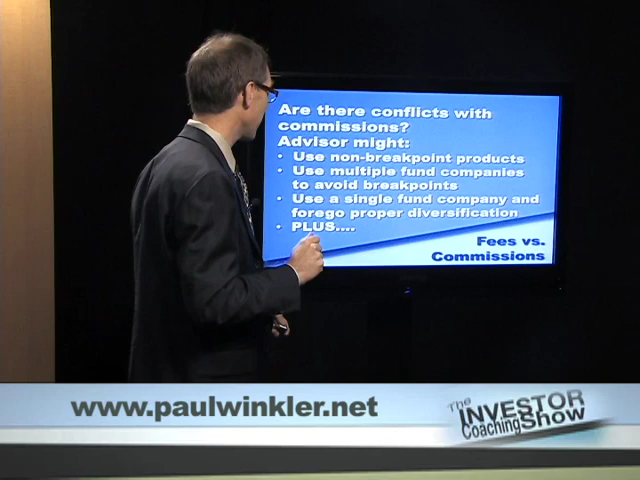 Are there conflicts with
commissions?
Advisor might:
• Use non-breakpoint products
• Use multiple fund companies
to avoid breakpoints
• Use a single fund company and
forego proper diversification
• PLUS....
Fees vs.
Commissions
www.paulwinkler.net
The
INVESTOR
Coaching Show